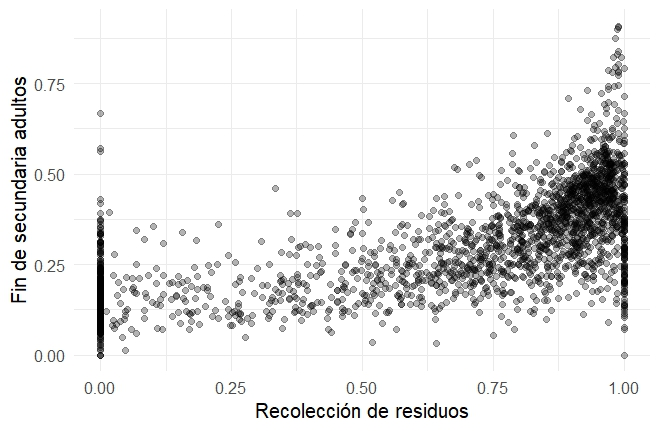 Fin de secundaria adultos
0.75
0.50
0.25
0.00
0.00 0.25 0.50 0.75 1.00
Recolección de residuos